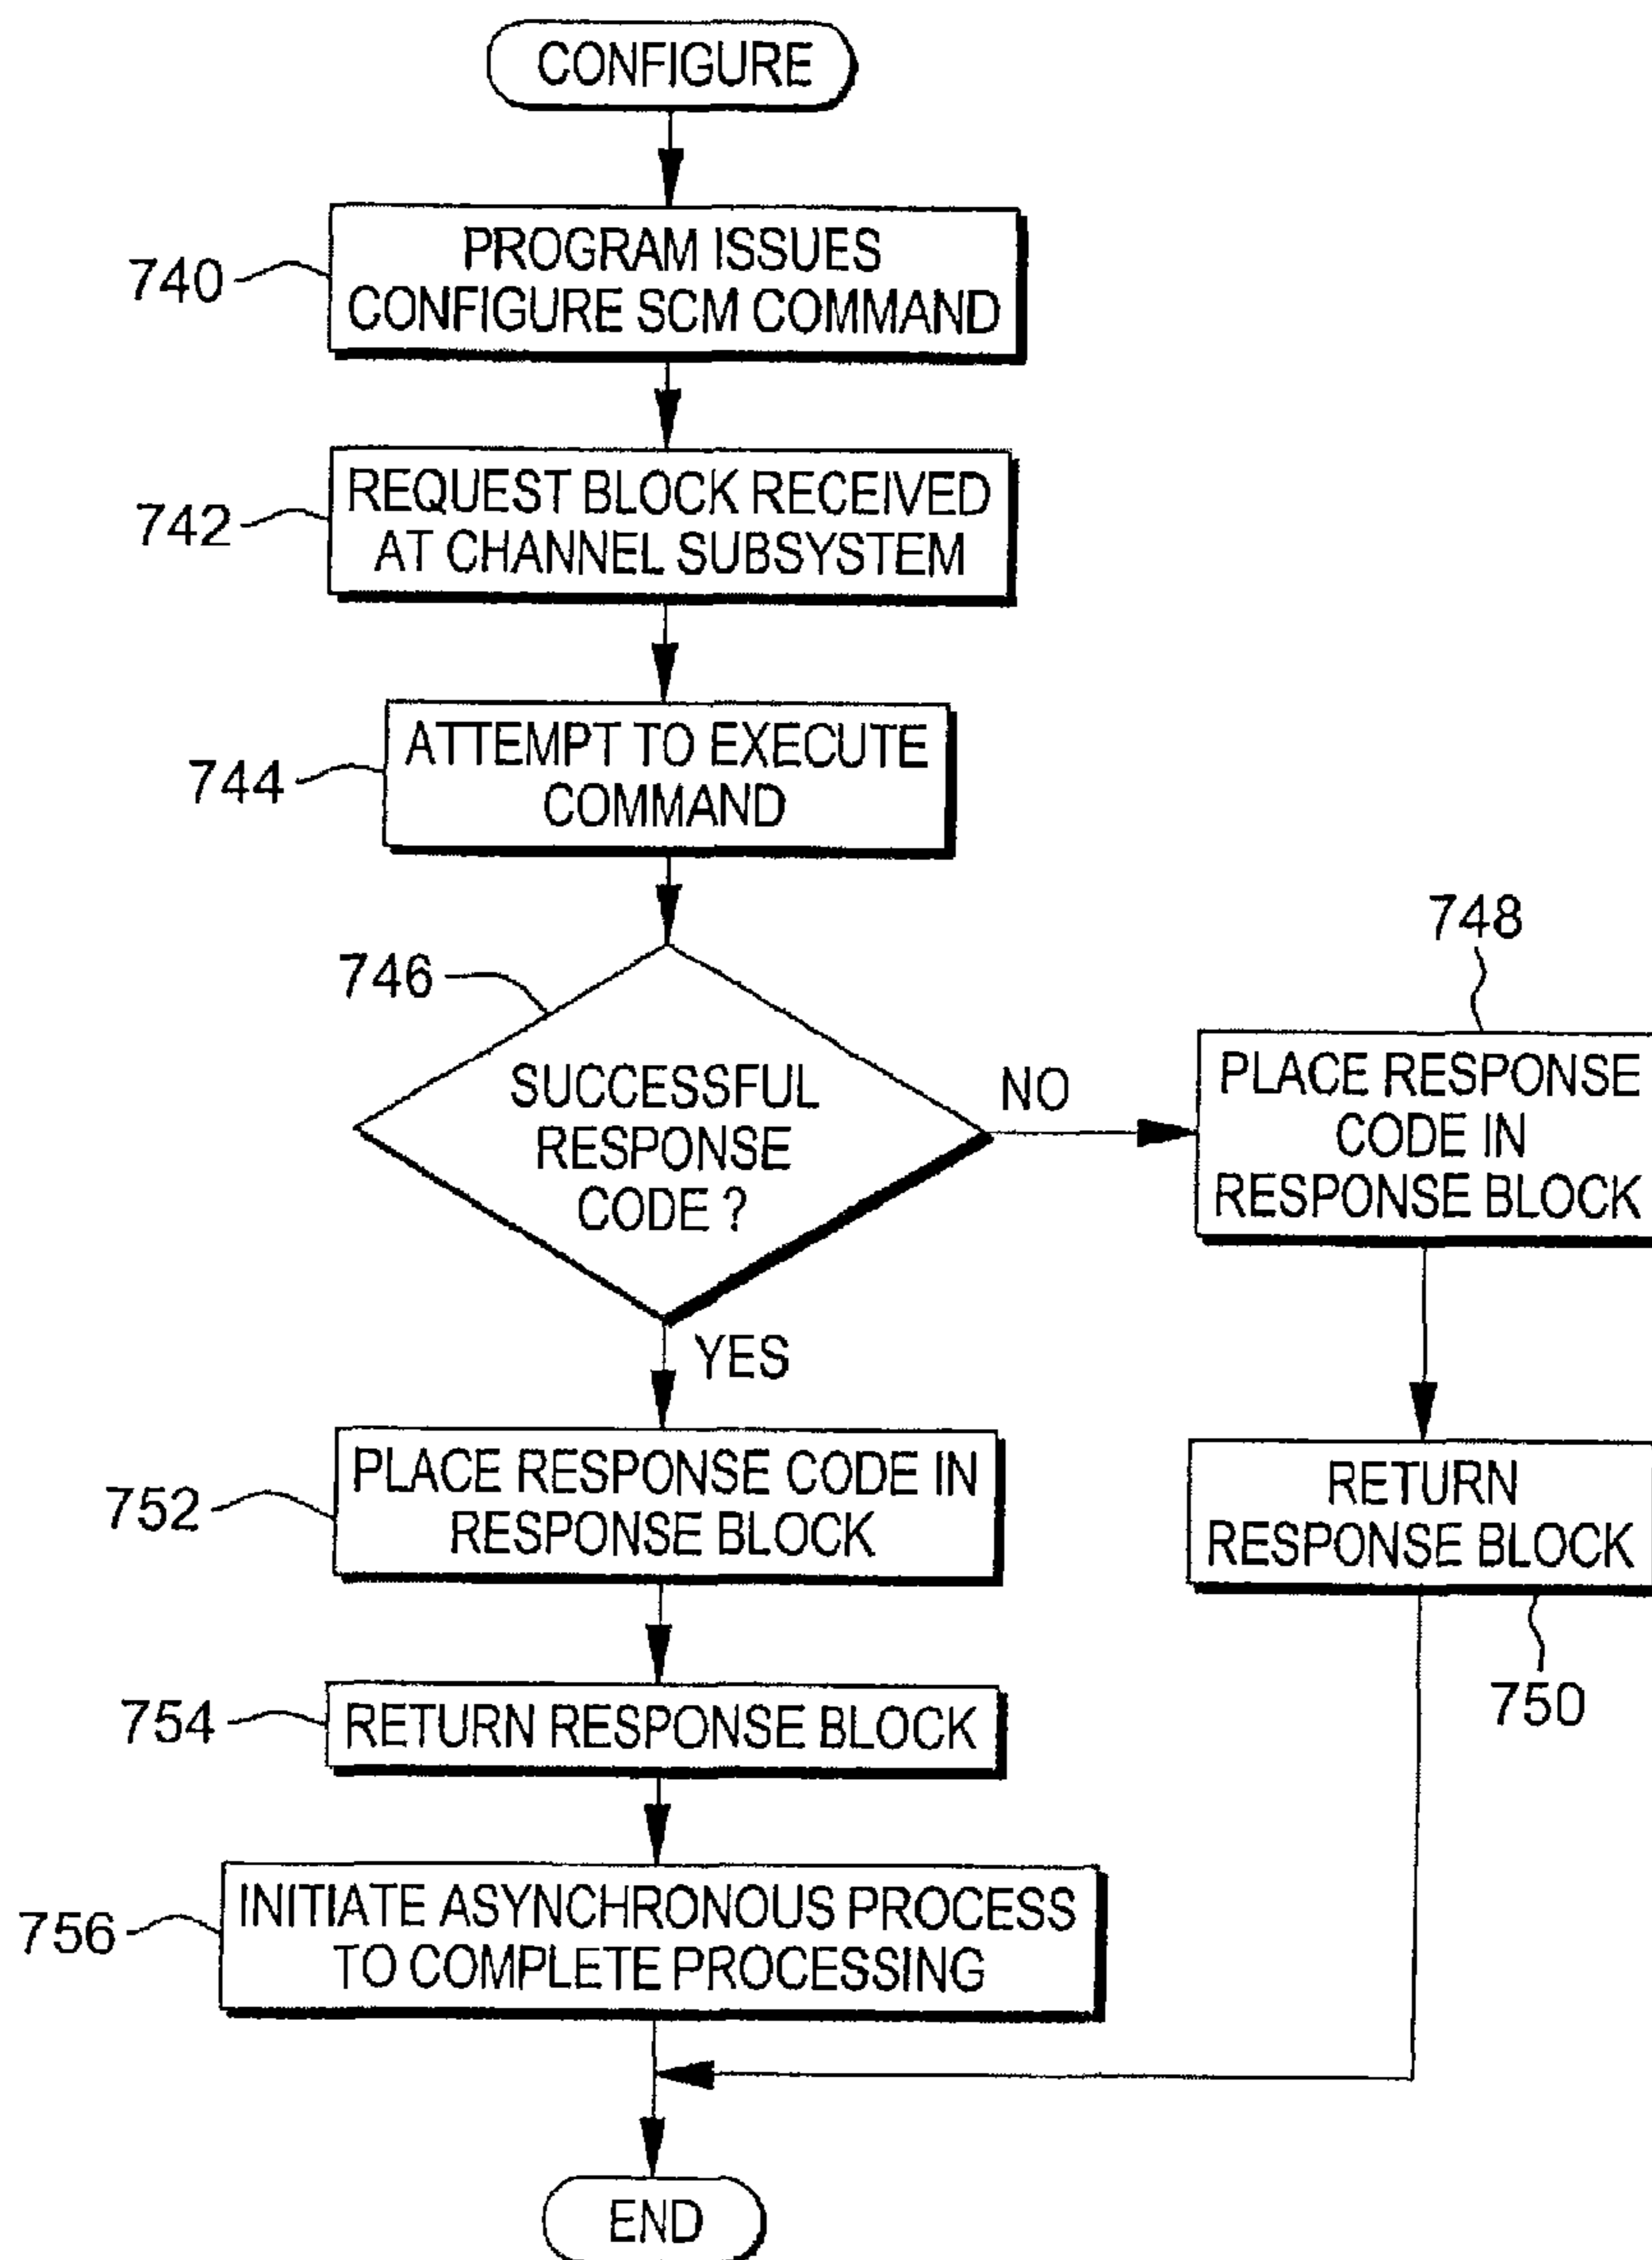 CONFIGURE
740
PROGRAM ISSUES
CONFIGURE SCM COMMAND
742
REQUEST BLOCK RECEIVED
AT CHANNEL SUBSYSTEM
744
ATTEMPT TO EXECUTE
COMMAND
746
SUCCESSFUL
RESPONSE
CODE ?
NO
748
PLACE RESPONSE
CODE IN
RESPONSE BLOCK
RETURN
RESPONSE BLOCK
750
YES
752
PLACE RESPONSE CODE IN
RESPONSE BLOCK
754
RETURN RESPONSE BLOCK
756
INITIATE ASYNCHRONOUS PROCESS
TO COMPLETE PROCESSING
END